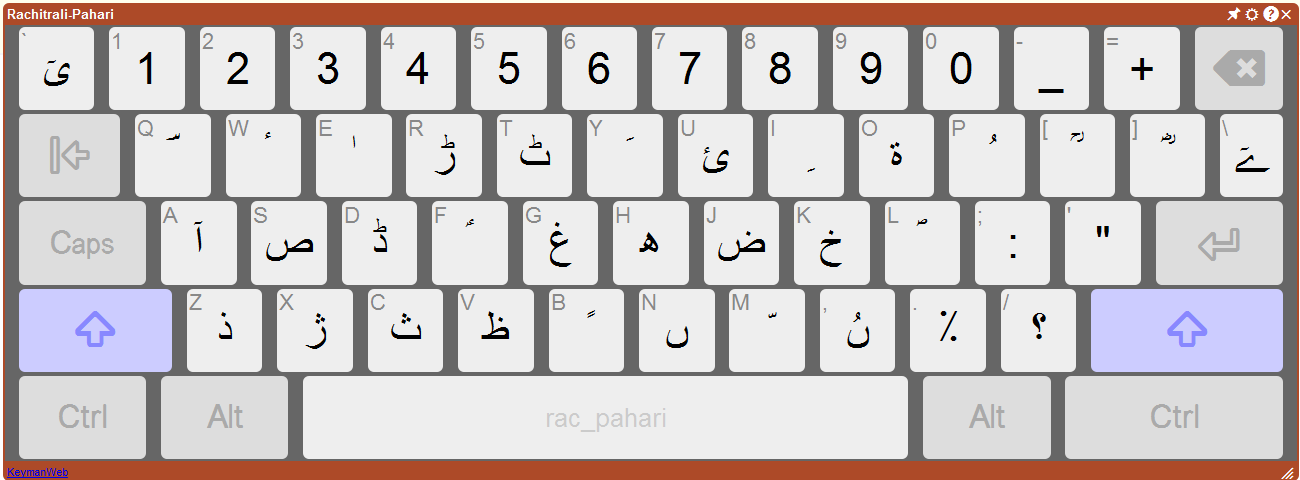 Rachitrali-Pahari
` یٓ 1 1 2 2 3 3 4 4 5 5 6 6 7 7 8 8 9 9 0 0 - _ = +
Q W E R ڑ T ٹ Y َ U ئ I ِ O ة P ُ [ ؒ ] ؓ \ ےٓ
Caps A آ S ص D ڈ F G غ H ھ J ض K خ L ; : ' "
Z ذ X ژ C ث V ظ B ً N ں M ّ , نُ . ٪ / ؟
Ctrl Alt rac_pahari Alt Ctrl
KeymanWeb